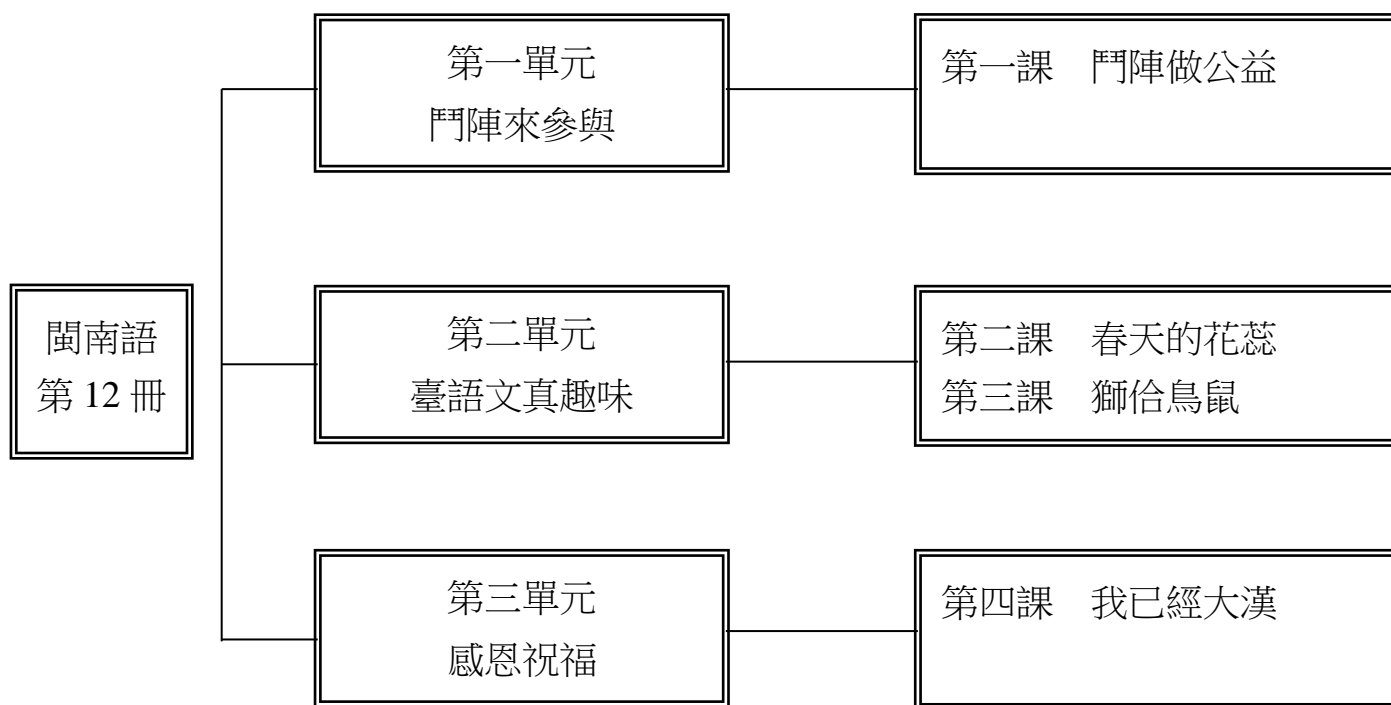 閩南語
第 12 冊
第一單元
鬥陣來參與
第一課　鬥陣做公益
第二單元
臺語文真趣味
第二課　春天的花蕊
第三課　獅佮鳥鼠
第三單元
感恩祝福
第四課　我已經大漢